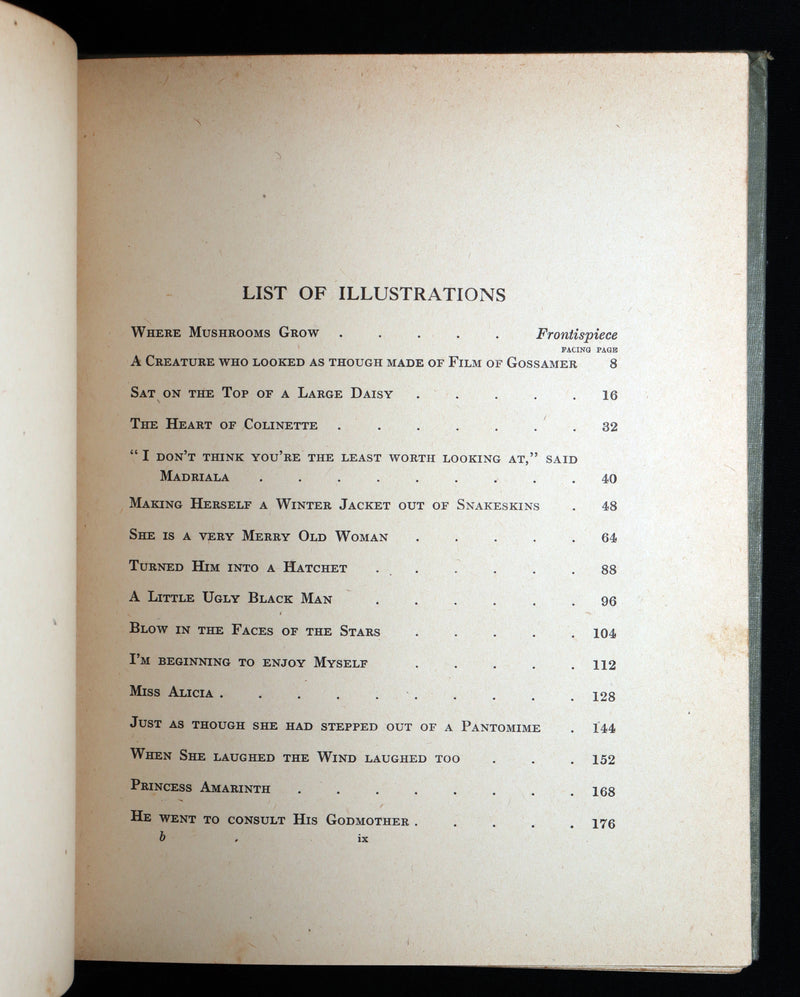 LIST OF ILLUSTRATIONS
WHERE MUSHROOMS GROW . . . . . Frontispiece
FACING PAGE
A CREATURE WHO LOOKED AS THOUGH MADE OF FILM OF GOSSAMER 8
SAT ON THE TOP OF A LARGE DAISY . . . . . 16
THE HEART OF COLINETTE . . . . . . . 32
“ I DON’T THINK YOU’RE THE LEAST WORTH LOOKING AT,” SAID
MADRIALA . . . . . . . . . 40
MAKING HERSELF A WINTER JACKET OUT OF SNAKESKINS . 48
SHE IS A VERY MERRY OLD WOMAN . . . . . 64
TURNED HIM INTO A HATCHET . . . . . . 88
A LITTLE UGLY BLACK MAN . . . . . . 96
BLOW IN THE FACES OF THE STARS . . . . . 104
I’M BEGINNING TO ENJOY MYSELF . . . . . 112
MISS ALICIA . . . . . . . . . . 128
JUST AS THOUGH SHE HAD STEPPED OUT OF A PANTOMIME . 144
WHEN SHE LAUGHED THE WIND LAUGHED TOO . . . 152
PRINCESS AMARINTH . . . . . . . . 168
HE WENT TO CONSULT HIS GODMOTHER . . . . . 176
b ix